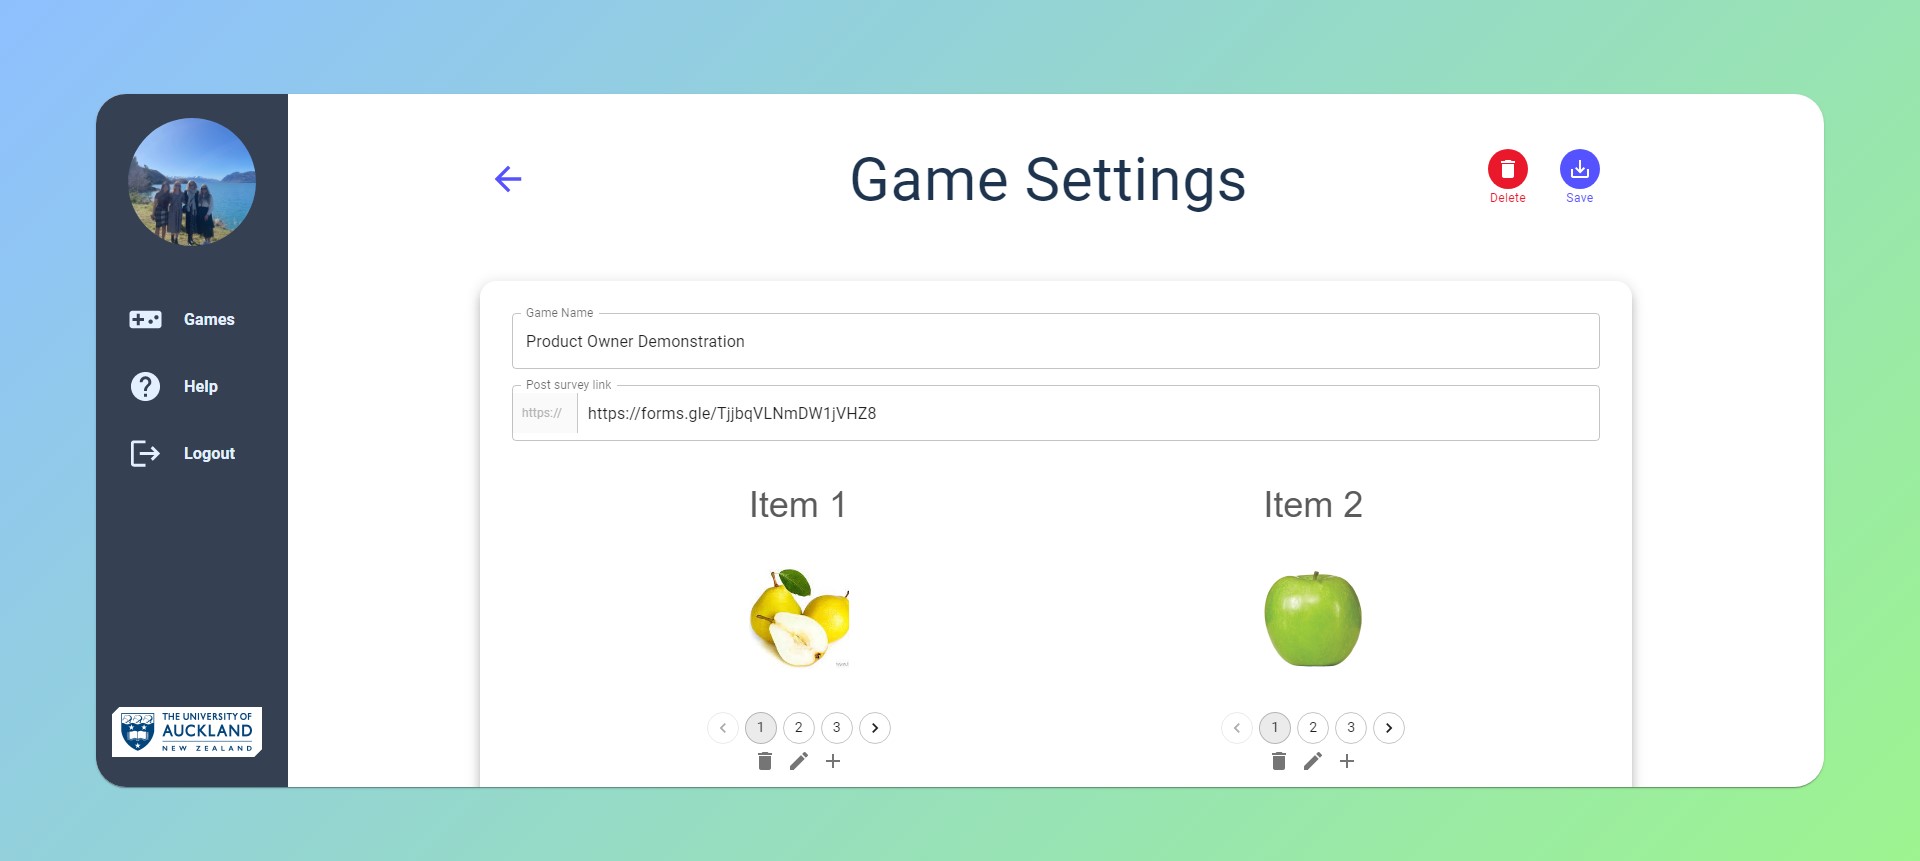 Games
Help
Logout
THE UNIVERSITY OF
AUCKLAND
NEW ZEALAND
Game Settings
Delete
Save
Game Name
Product Owner Demonstration
Post survey link
https://
https://forms.gle/TjjbqVLNmDW1jVHZ8
Item 1
Item 2
1 2 3
1 2 3